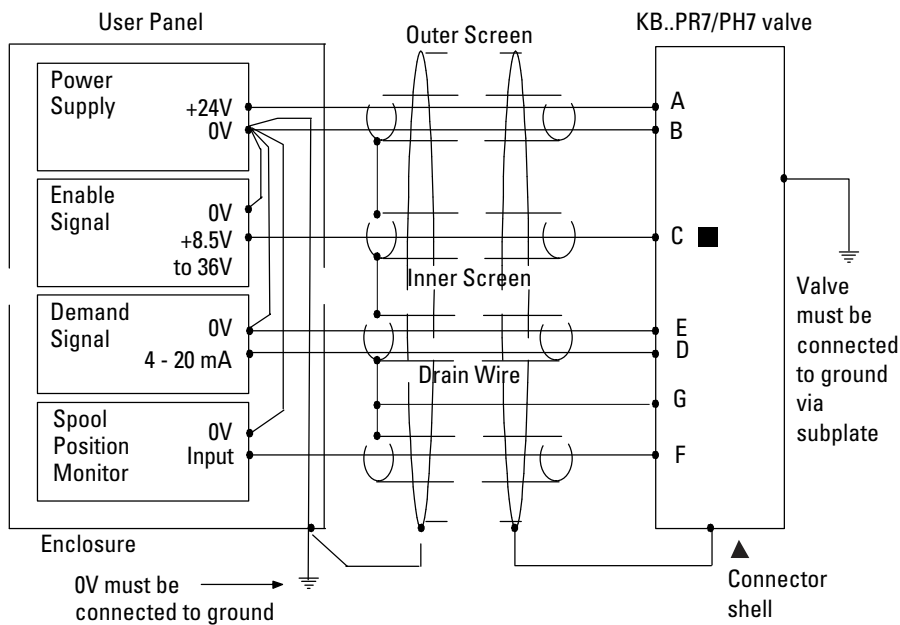 User Panel
Outer Screen
KB..PR7/PH7 valve
Power
Supply
+24V
0V
A
B
Enable
Signal
0V
+8.5V
to 36V
C
Inner Screen
Demand
Signal
0V
4 - 20 mA
E
D
Drain Wire
G
Spool
Position
Monitor
0V
Input
F
Valve
must be
connected
to ground
via
subplate
Enclosure
0V must be
connected to ground
Connector
shell